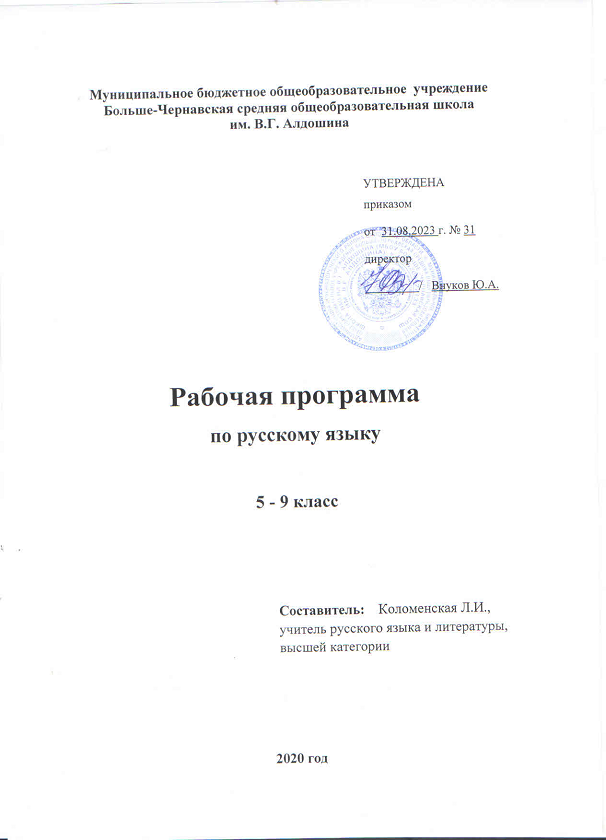 Муниципальное бюджетное общеобразовательное учреждение
Больше-Чернавская средняя общеобразовательная школа
им. В.Г. Алдошина
УТВЕРЖДЕНА
приказом
от 31.08.2023 г. № 31
директор
/ Внуков Ю.А.
Рабочая программа
по русскому языку
5 - 9 класс
Составитель: Коломенская Л.И.,
учитель русского языка и литературы,
высшей категории
2020 год